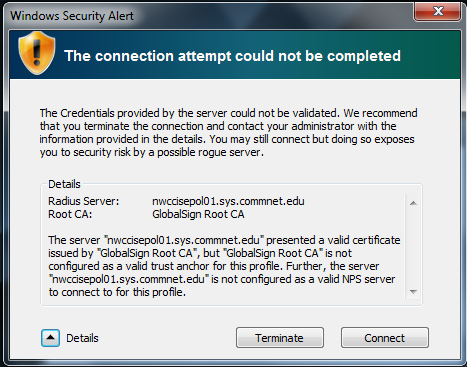 Windows Security Alert
The connection attempt could not be completed
The Credentials provided by the server could not be validated. We recommend
that you terminate the connection and contact your administrator with the
information provided in the details. You may still connect but doing so exposes
you to security risk by a possible rogue server.
Details
Radius Server: nwccisepol01.sys.commnet.edu
Root CA: GlobalSign Root CA
The server "nwccisepol01.sys.commnet.edu" presented a valid certificate
issued by "GlobalSign Root CA", but "GlobalSign Root CA" is not
configured as a valid trust anchor for this profile. Further, the server
"nwccisepol01.sys.commnet.edu" is not configured as a valid NPS server
to connect to for this profile.
Details Terminate Connect